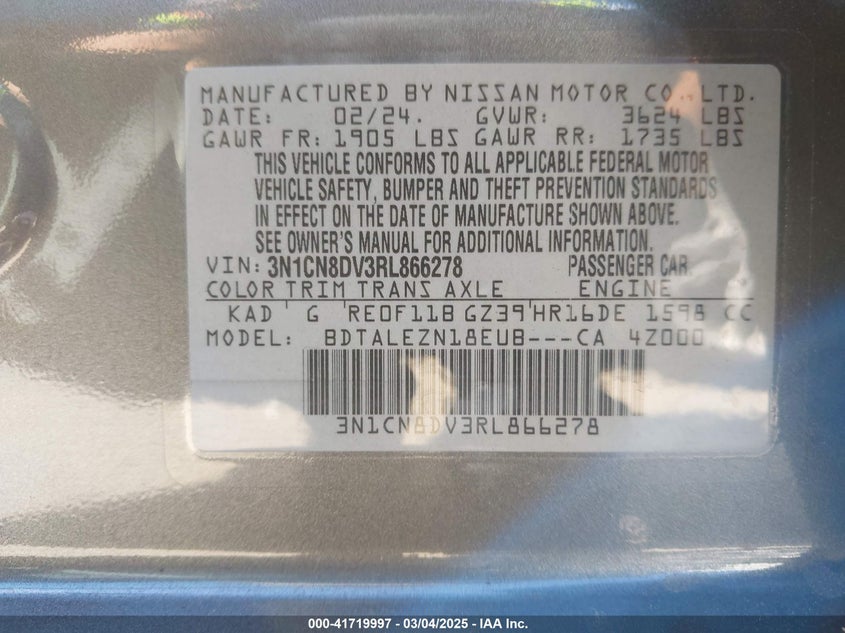 MANUFACTURED BY NISSAN MOTOR CO., LTD.
DATE: 02/24. GVWR: 3624 LBS
GAWR FR: 1905 LBS GAWR RR: 1735 LBS
THIS VEHICLE CONFORMS TO ALL APPLICABLE FEDERAL MOTOR
VEHICLE SAFETY, BUMPER AND THEFT PREVENTION STANDARDS
IN EFFECT ON THE DATE OF MANUFACTURE SHOWN ABOVE.
SEE OWNER'S MANUAL FOR ADDITIONAL INFORMATION.
VIN: 3N1CN8DV3RL866278 PASSENGER CAR
COLOR TRIM TRANS AXLE ENGINE
KAD G RE0F11B GZ39 HR16DE 1598 CC
MODEL: BDTALEZN18EUB---CA 4Z000
3N1CN8DV3RL866278
000-41719997 - 03/04/2025 - IAA Inc.